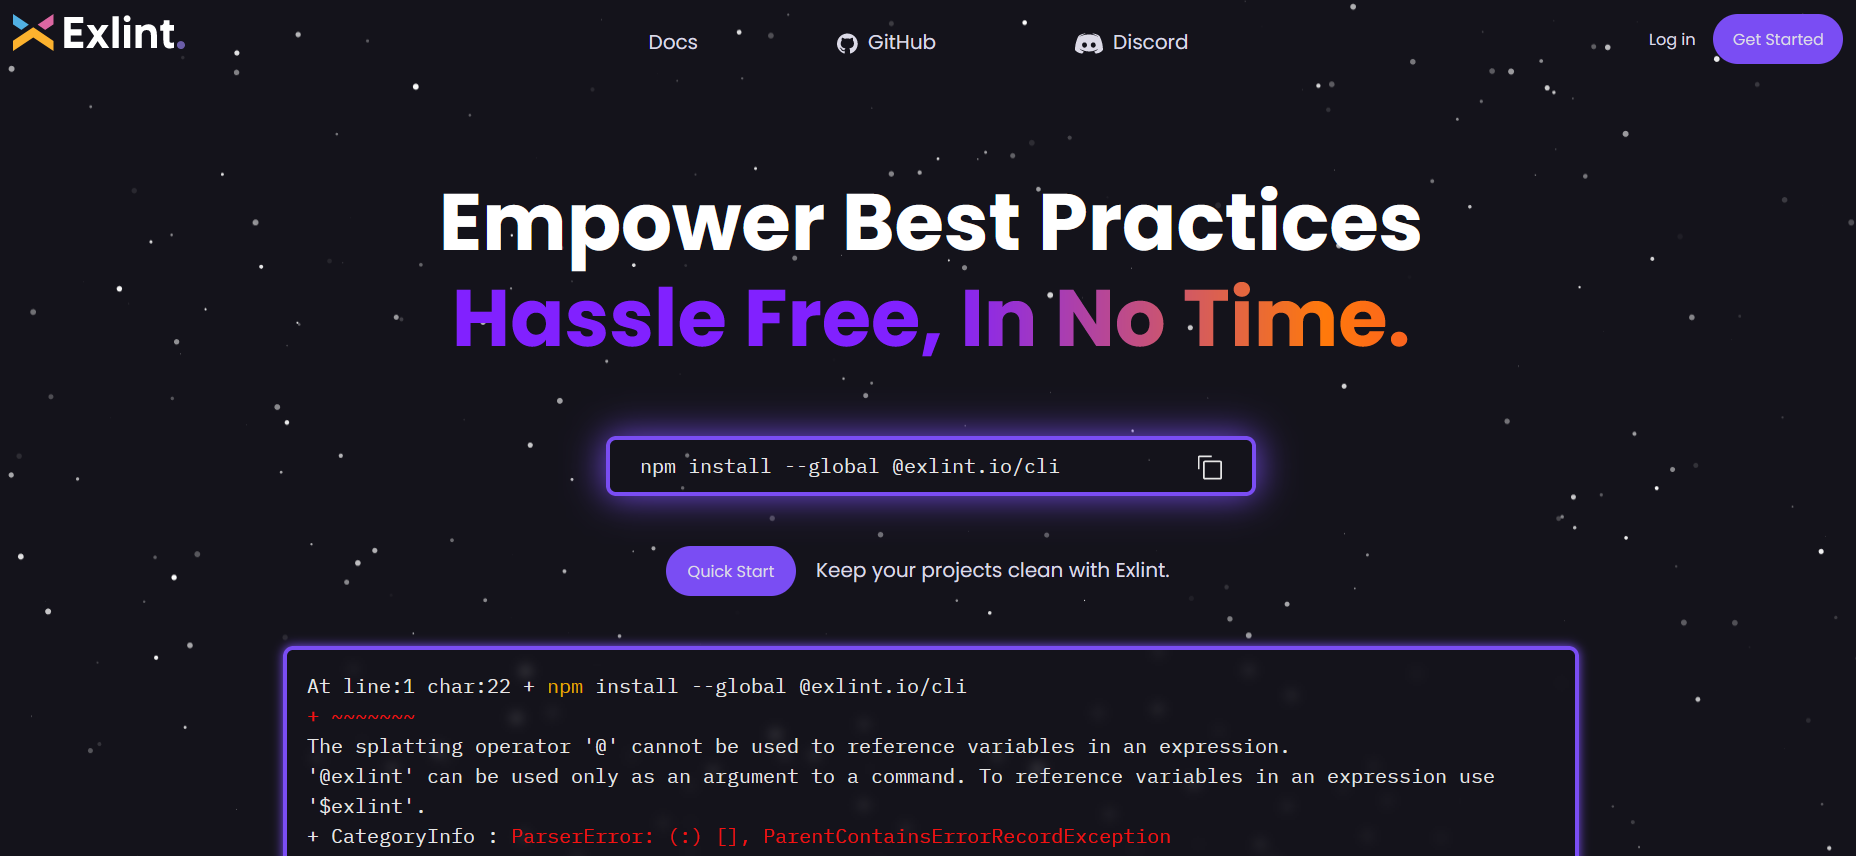 Exlint.
Docs
GitHub
Discord
Log in
Get Started
Empower Best Practices
Hassle Free, In No Time.
npm install --global @exlint.io/cli
Quick Start
Keep your projects clean with Exlint.
At line:1 char:22 + npm install --global @exlint.io/cli
+ ~~~~~~~
The splatting operator '@' cannot be used to reference variables in an expression.
'@exlint' can be used only as an argument to a command. To reference variables in an expression use
'$exlint'.
+ CategoryInfo : ParserError: (:) [], ParentContainsErrorRecordException